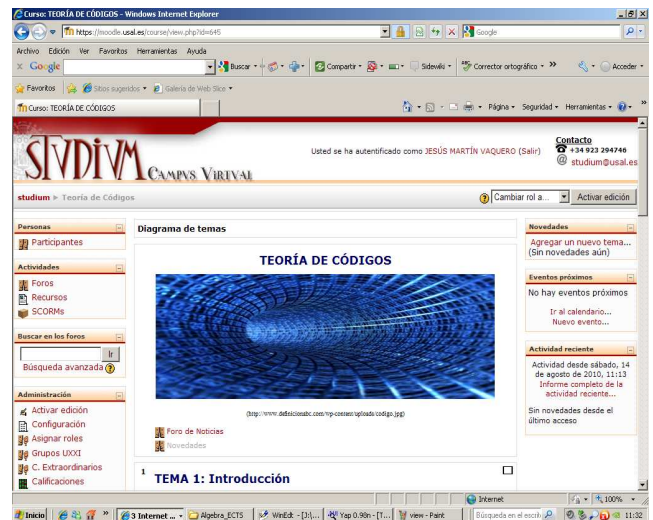 Curso: TEORÍA DE CÓDIGOS - Windows Internet Explorer
https://moodle.usal.es/course/view.php?id=645
Google
Archivo Edición Ver Favoritos Herramientas Ayuda
x Google Buscar Compartir Sidewiki Corrector ortográfico » Acceder
Favoritos Sitios sugeridos Galería de Web Slice
Curso: TEORÍA DE CÓDIGOS
Página Seguridad Herramientas »
STVDIVM CAMPVS VIRTVAL
Usted se ha autentificado como JESÚS MARTÍN VAQUERO (Salir)
Contacto
+34 923 294746
@ studium@usal.es
studium ► Teoría de Códigos
Cambiar rol a...
Activar edición
Personas
Participantes
Actividades
Foros
Recursos
SCORMs
Buscar en los foros
Ir
Búsqueda avanzada
Administración
Activar edición
Configuración
Asignar roles
Grupos UXXI
C. Extraordinarios
Calificaciones
Diagrama de temas
TEORÍA DE CÓDIGOS
(http://www.definicionabc.com/wp-content/uploads/codigo.jpg)
Foro de Noticias
Novedades
1
TEMA 1: Introducción
Novedades
Agregar un nuevo tema...
(Sin novedades aún)
Eventos próximos
No hay eventos próximos
Ir al calendario...
Nuevo evento...
Actividad reciente
Actividad desde sábado, 14
de agosto de 2010, 11:13
Informe completo de la
actividad reciente...
Sin novedades desde el
último acceso
Internet
100%
Inicio » 3 Internet ... Algebra_ECTS WinEdt - [J:\... Yap 0.98n - [T... view - Paint Búsqueda en el escrib 11:32